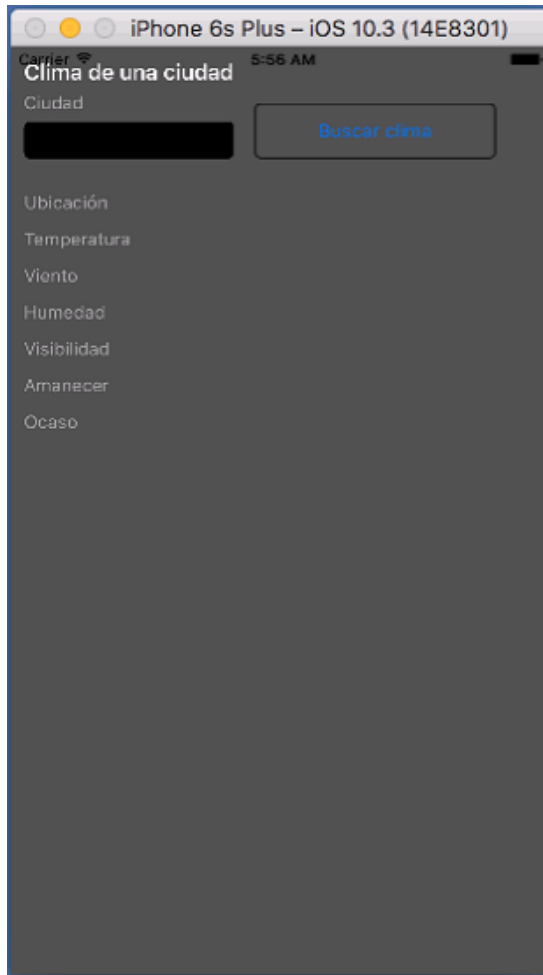 iPhone 6s Plus – iOS 10.3 (14E8301)
Carrier 5:56 AM
Clima de una ciudad
Ciudad
Buscar clima
Ubicación
Temperatura
Viento
Humedad
Visibilidad
Amanecer
Ocaso